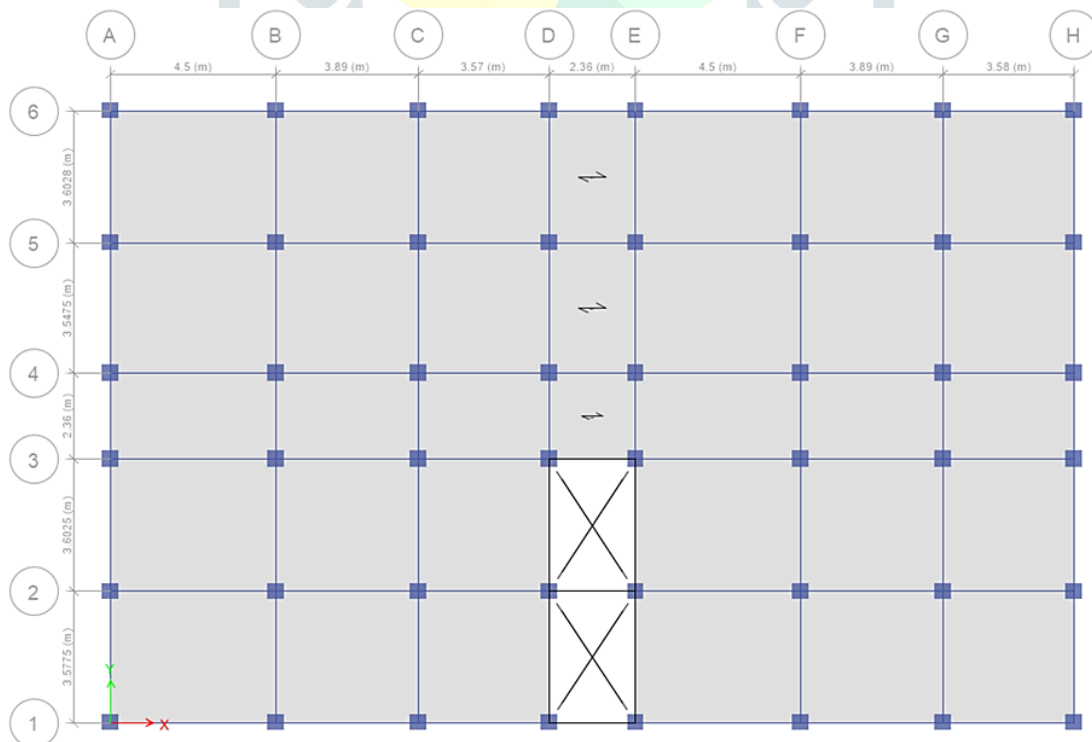 A B C D E F G H
4.5 (m) 3.89 (m) 3.57 (m) 2.36 (m) 4.5 (m) 3.89 (m) 3.58 (m)
6
3.6028 (m)
5
3.5475 (m)
4
2.36 (m)
3
3.6025 (m)
2
3.5775 (m)
Y
1
X